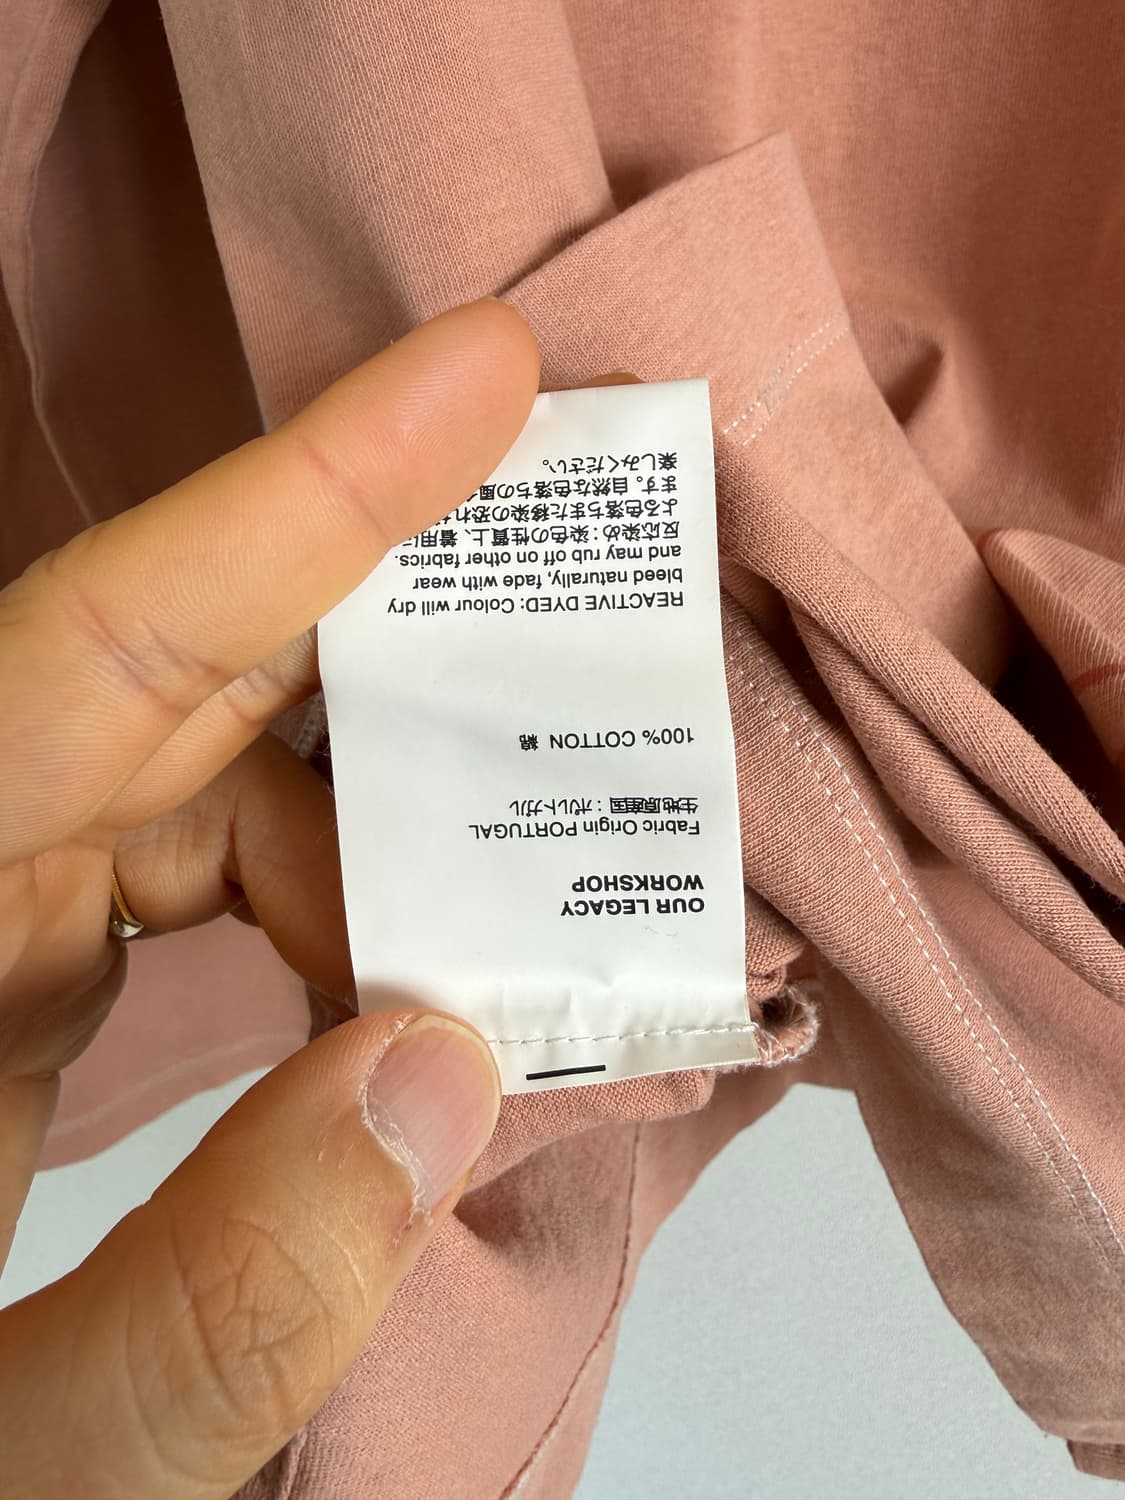 OUR LEGACY
WORKSHOP
Fabric Origin PORTUGAL
生地原産国：ポルトガル
100% COTTON 綿
REACTIVE DYED: Colour will dry
bleed naturally, fade with wear
and may rub off on other fabrics.
反応染め：染色の性質上、着用に
よる色落ちまた移染の恐れが
ます。自然な色落ちの風
楽しみください。